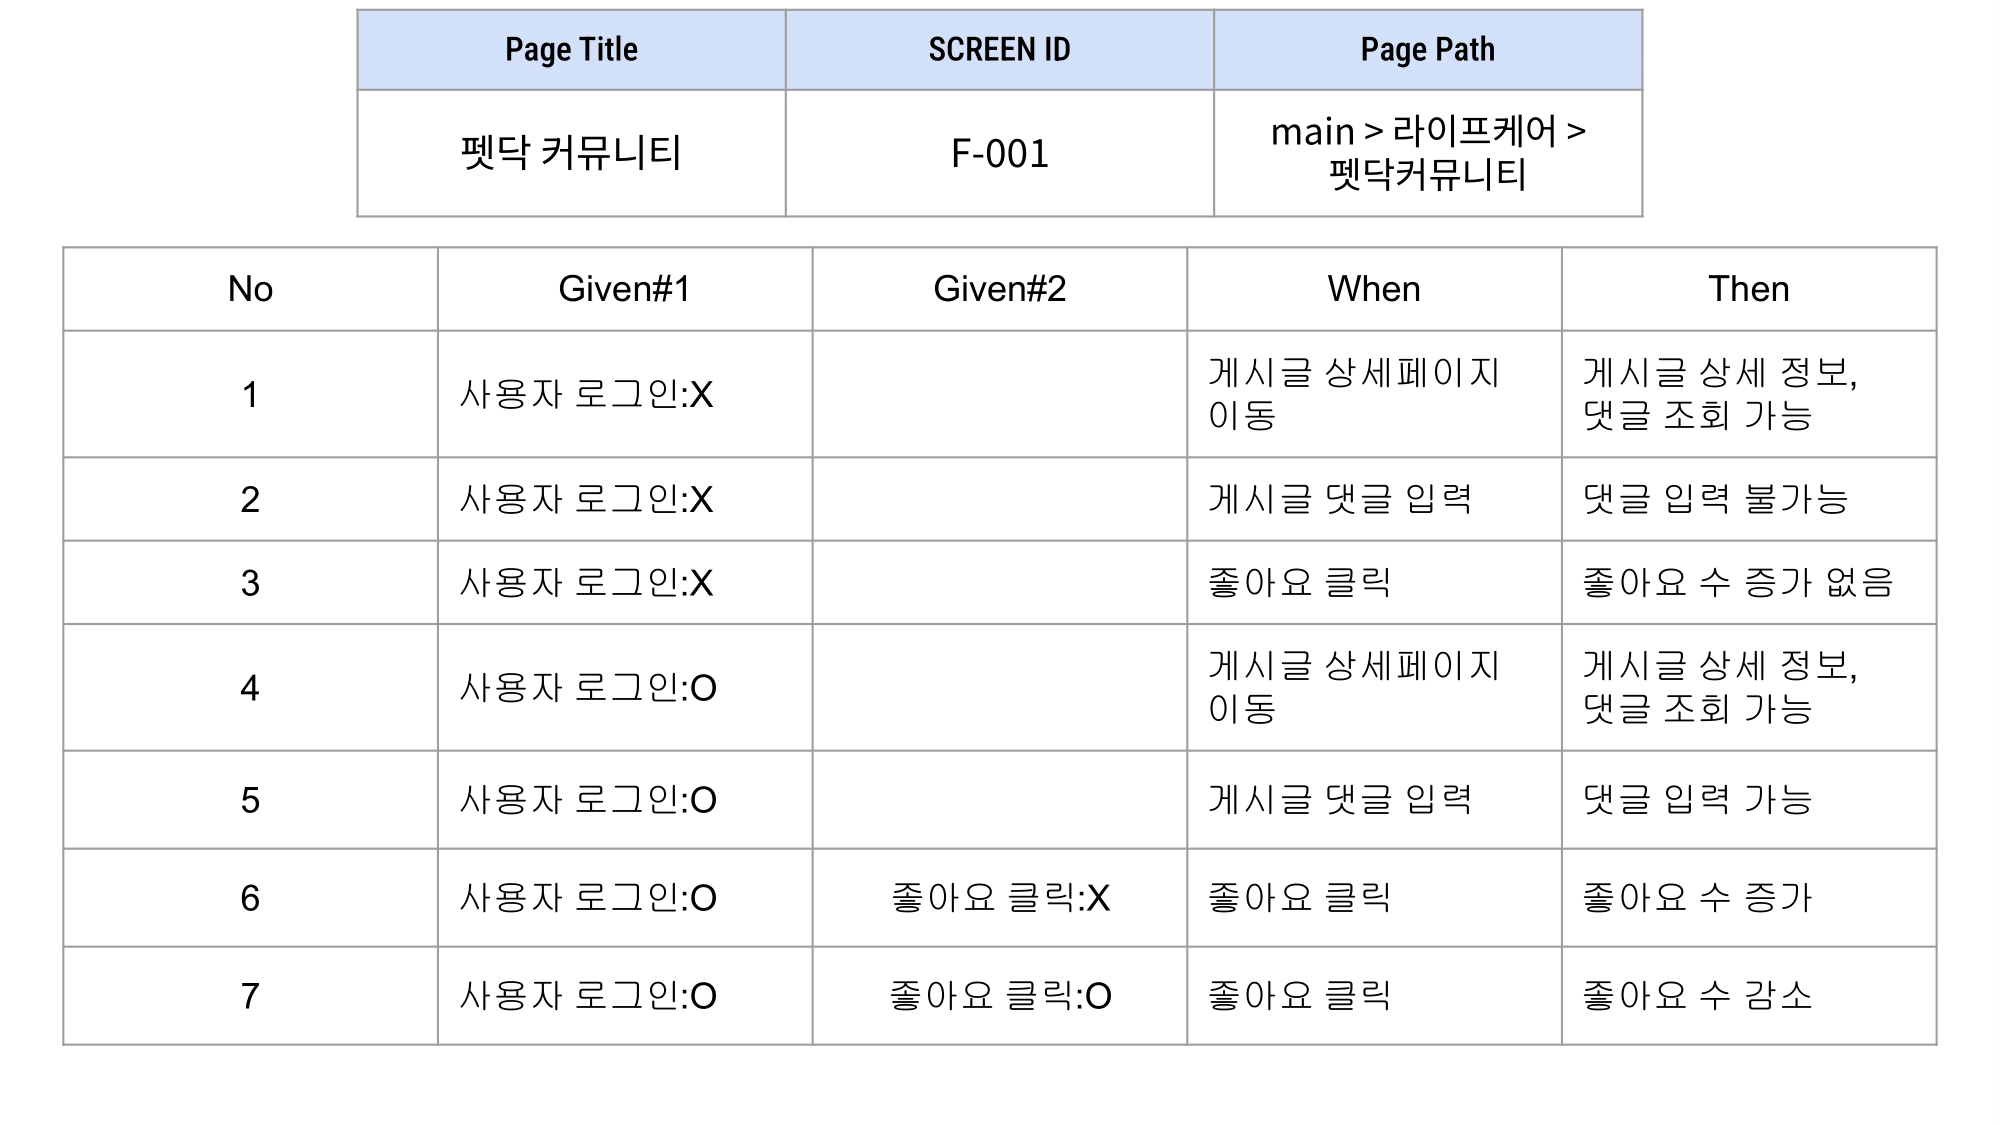 Page Title SCREEN ID Page Path
펫닥 커뮤니티 F-001 main > 라이프케어 >
펫닥커뮤니티
No Given#1 Given#2 When Then
1 사용자 로그인:X 게시글 상세페이지 게시글 상세 정보,
이동 댓글 조회 가능
2 사용자 로그인:X 게시글 댓글 입력 댓글 입력 불가능
3 사용자 로그인:X 좋아요 클릭 좋아요 수 증가 없음
4 사용자 로그인:O 게시글 상세페이지 게시글 상세 정보,
이동 댓글 조회 가능
5 사용자 로그인:O 게시글 댓글 입력 댓글 입력 가능
6 사용자 로그인:O 좋아요 클릭:X 좋아요 클릭 좋아요 수 증가
7 사용자 로그인:O 좋아요 클릭:O 좋아요 클릭 좋아요 수 감소